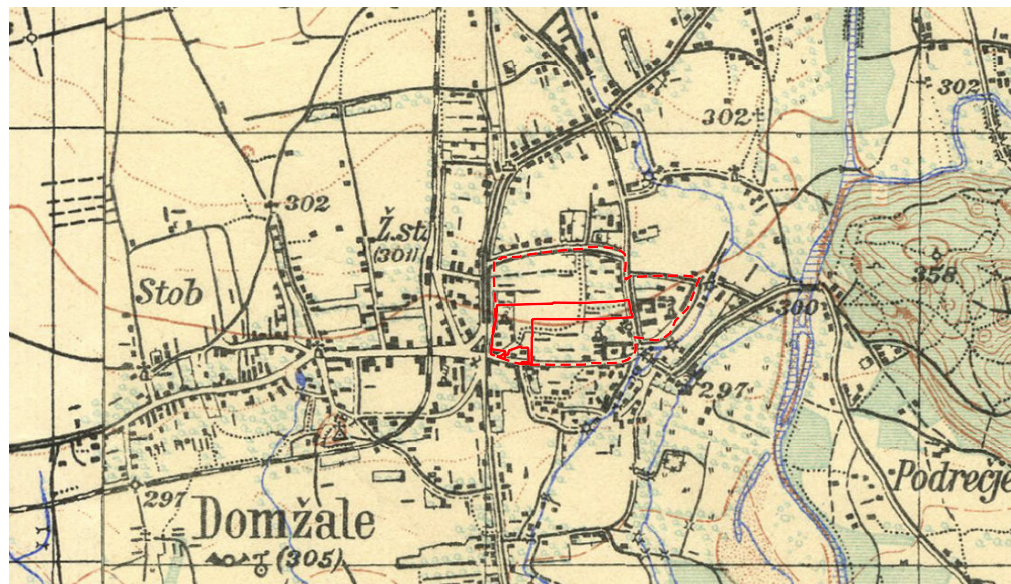 302
302
302
Ž.st.
(301)
358
Stob
300
297
297
Podrečje
Domžale
(305)